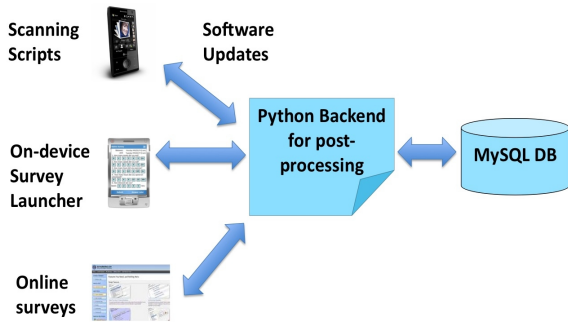 Scanning
Scripts
Software
Updates
Python Backend
for post-
processing
MySQL DB
On-device
Survey
Launcher
Online
surveys